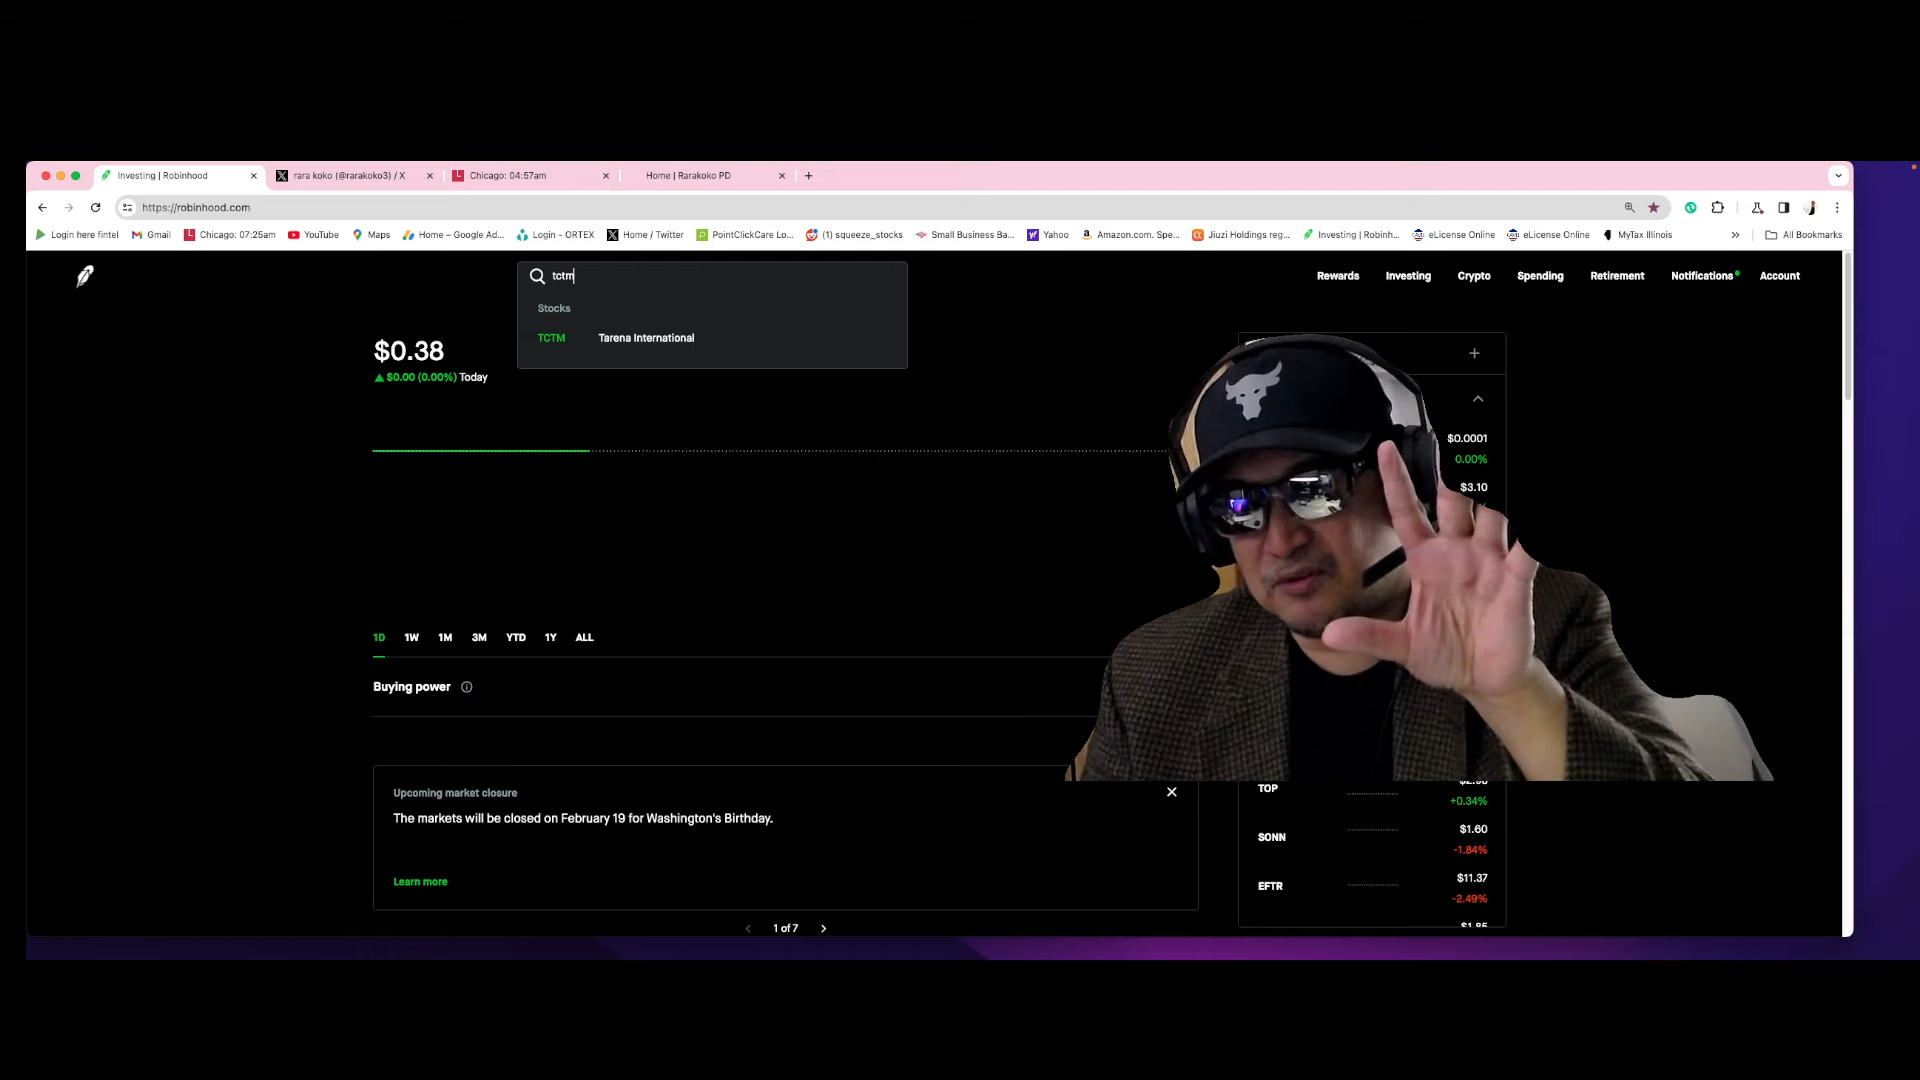 Investing | Robinhood
rara koko (@rarakoko3) / X
Chicago: 04:57am
Home | Rarakoko PD
https://robinhood.com
Login here fintel
Gmail
Chicago: 07:25am
YouTube
Maps
Home – Google Ad...
Login - ORTEX
Home / Twitter
PointClickCare Lo...
(1) squeeze_stocks
Small Business Ba...
Yahoo
Amazon.com. Spe...
Jiuzi Holdings reg...
Investing | Robinh...
eLicense Online
eLicense Online
MyTax Illinois
All Bookmarks
tctm
Rewards
Investing
Crypto
Spending
Retirement
Notifications
Account
Stocks
TCTM Tarena International
$0.38
$0.00 (0.00%) Today
$0.0001
0.00%
$3.10
1D 1W 1M 3M YTD 1Y ALL
Buying power
Upcoming market closure
The markets will be closed on February 19 for Washington's Birthday.
Learn more
1 of 7
TOP
+0.34%
SONN
$1.60
-1.84%
EFTR
$11.37
-2.49%